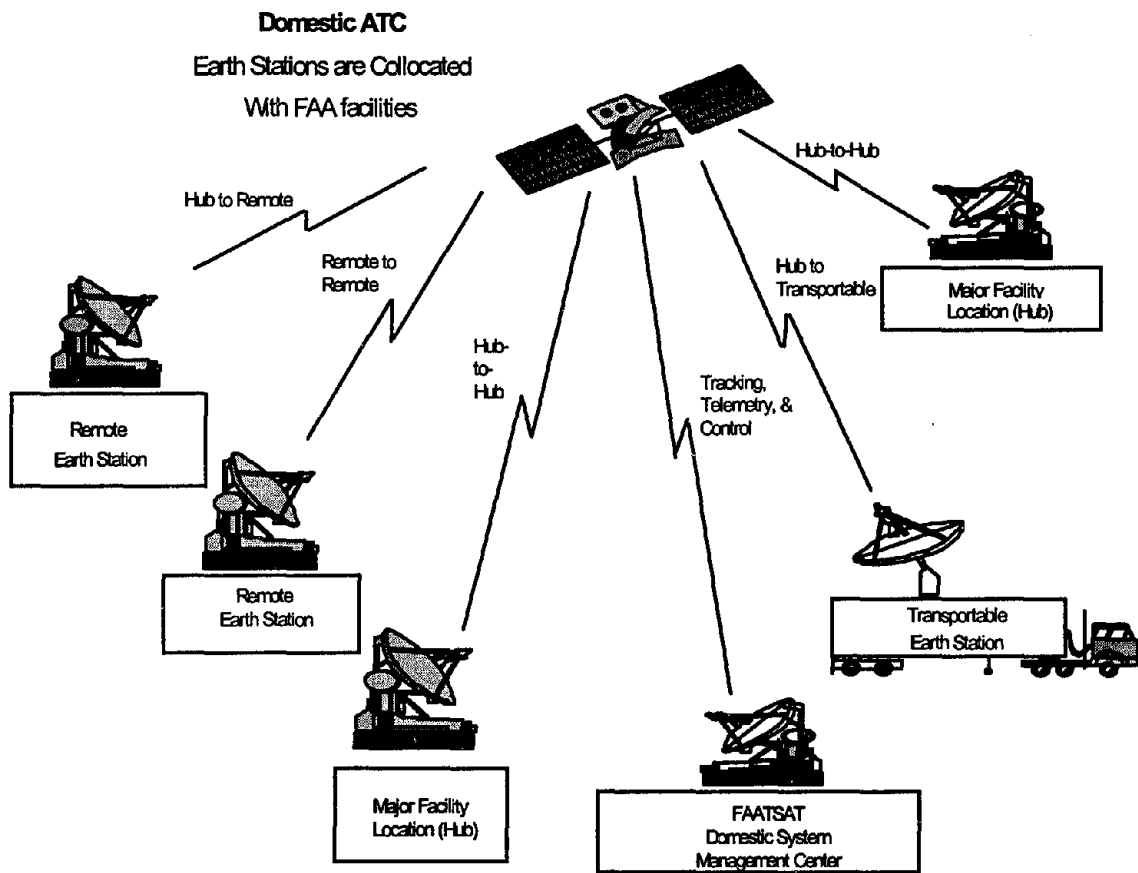 Domestic ATC
Earth Stations are Collocated
With FAA facilities
Hub-to-Hub
Hub to Remote
Remote to
Remote
Hub to
Transportable
Major Facility
Location (Hub)
Hub-
to-
Hub
Tracking,
Telemetry, &
Control
Remote
Earth Station
Remote
Earth Station
Transportable
Earth Station
Major Facility
Location (Hub)
FAATSAT
Domestic System
Management Center